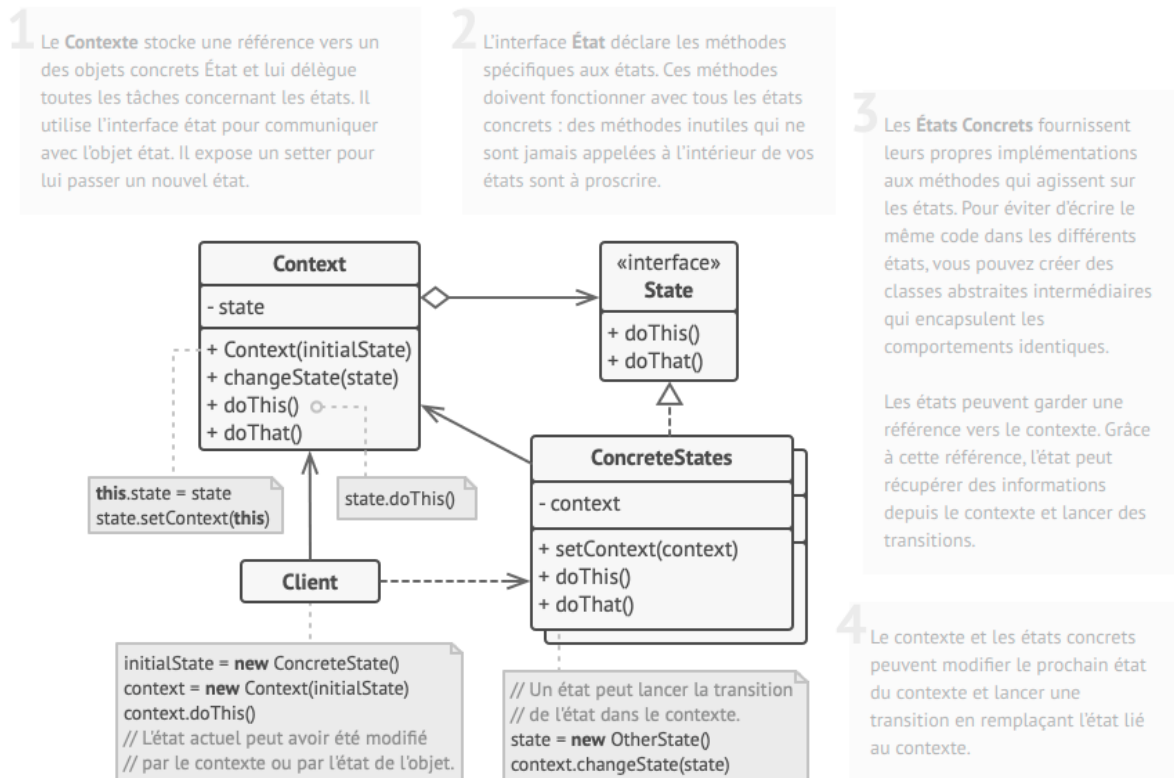 1
Le Contexte stocke une référence vers un
des objets concrets État et lui délègue
toutes les tâches concernant les états. Il
utilise l'interface état pour communiquer
avec l'objet état. Il expose un setter pour
lui passer un nouvel état.
2
L'interface État déclare les méthodes
spécifiques aux états. Ces méthodes
doivent fonctionner avec tous les états
concrets : des méthodes inutiles qui ne
sont jamais appelées à l'intérieur de vos
états sont à proscrire.
3
Les États Concrets fournissent
leurs propres implémentations
aux méthodes qui agissent sur
les états. Pour éviter d'écrire le
même code dans les différents
états, vous pouvez créer des
classes abstraites intermédiaires
qui encapsulent les
comportements identiques.
Les états peuvent garder une
référence vers le contexte. Grâce
à cette référence, l'état peut
récupérer des informations
depuis le contexte et lancer des
transitions.
Context
- state
+ Context(initialState)
+ changeState(state)
+ doThis()
+ doThat()
«interface»
State
+ doThis()
+ doThat()
this.state = state
state.setContext(this)
state.doThis()
ConcreteStates
- context
+ setContext(context)
+ doThis()
+ doThat()
Client
initialState = new ConcreteState()
context = new Context(initialState)
context.doThis()
// L'état actuel peut avoir été modifié
// par le contexte ou par l'état de l'objet.
// Un état peut lancer la transition
// de l'état dans le contexte.
state = new OtherState()
context.changeState(state)
4
Le contexte et les états concrets
peuvent modifier le prochain état
du contexte et lancer une
transition en remplaçant l'état lié
au contexte.